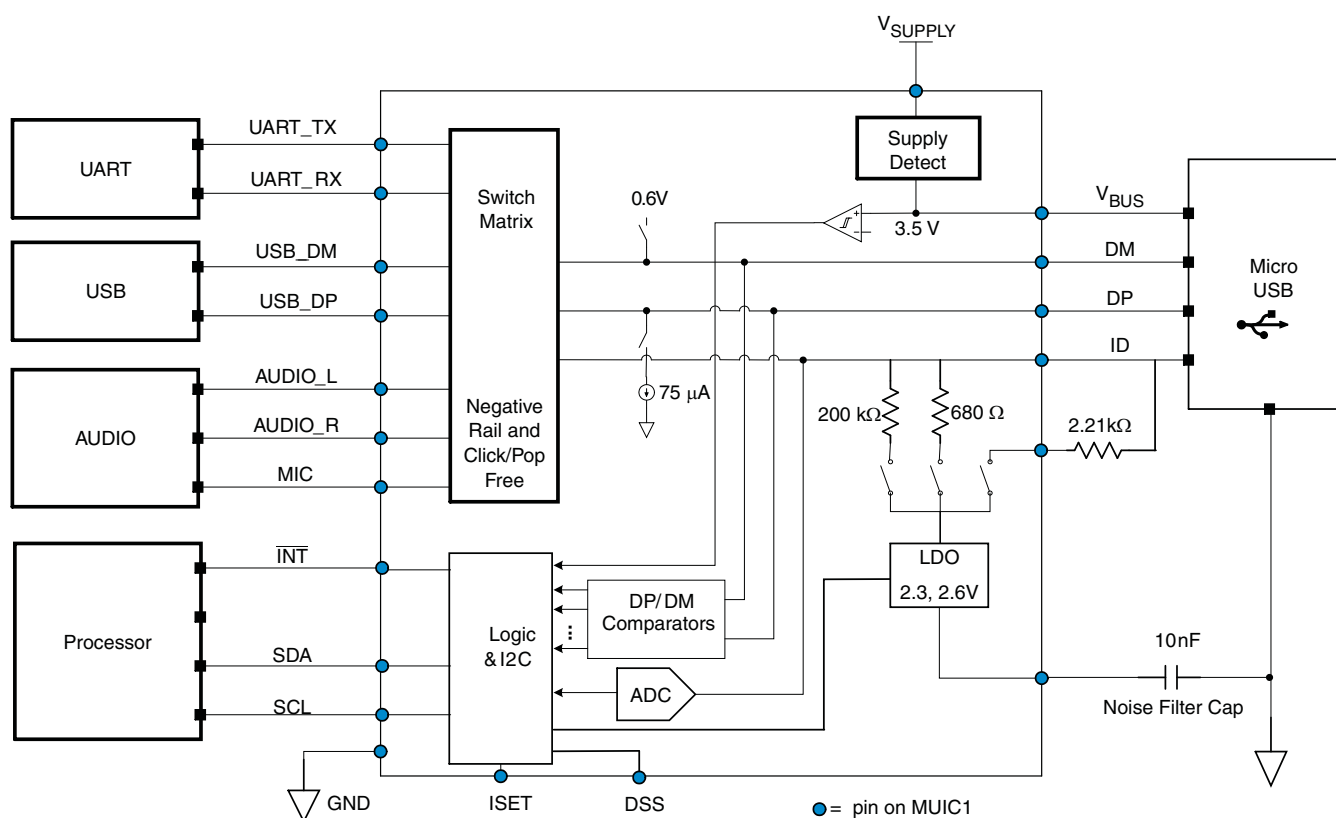 V_SUPPLY
UART
UART_TX
UART_RX
Switch
Matrix
Supply
Detect
0.6V
3.5 V
V_BUS
USB
USB_DM
USB_DP
DM
DP
ID
Micro
USB
AUDIO
AUDIO_L
AUDIO_R
MIC
Negative
Rail and
Click/Pop
Free
75 μA
200 kΩ
680 Ω
2.21kΩ
Processor
INT
SDA
SCL
Logic
& I2C
DP/DM
Comparators
ADC
LDO
2.3, 2.6V
10nF
Noise Filter Cap
GND
ISET
DSS
= pin on MUIC1